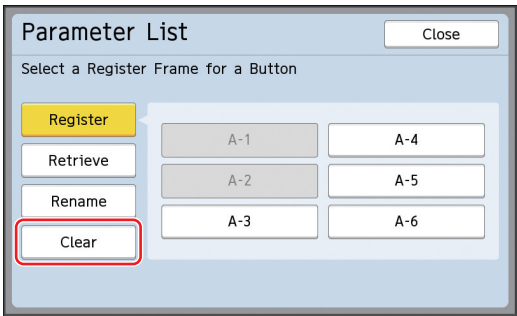 Parameter List
Close
Select a Register Frame for a Button
Register
Retrieve
Rename
Clear
A-1
A-4
A-2
A-5
A-3
A-6